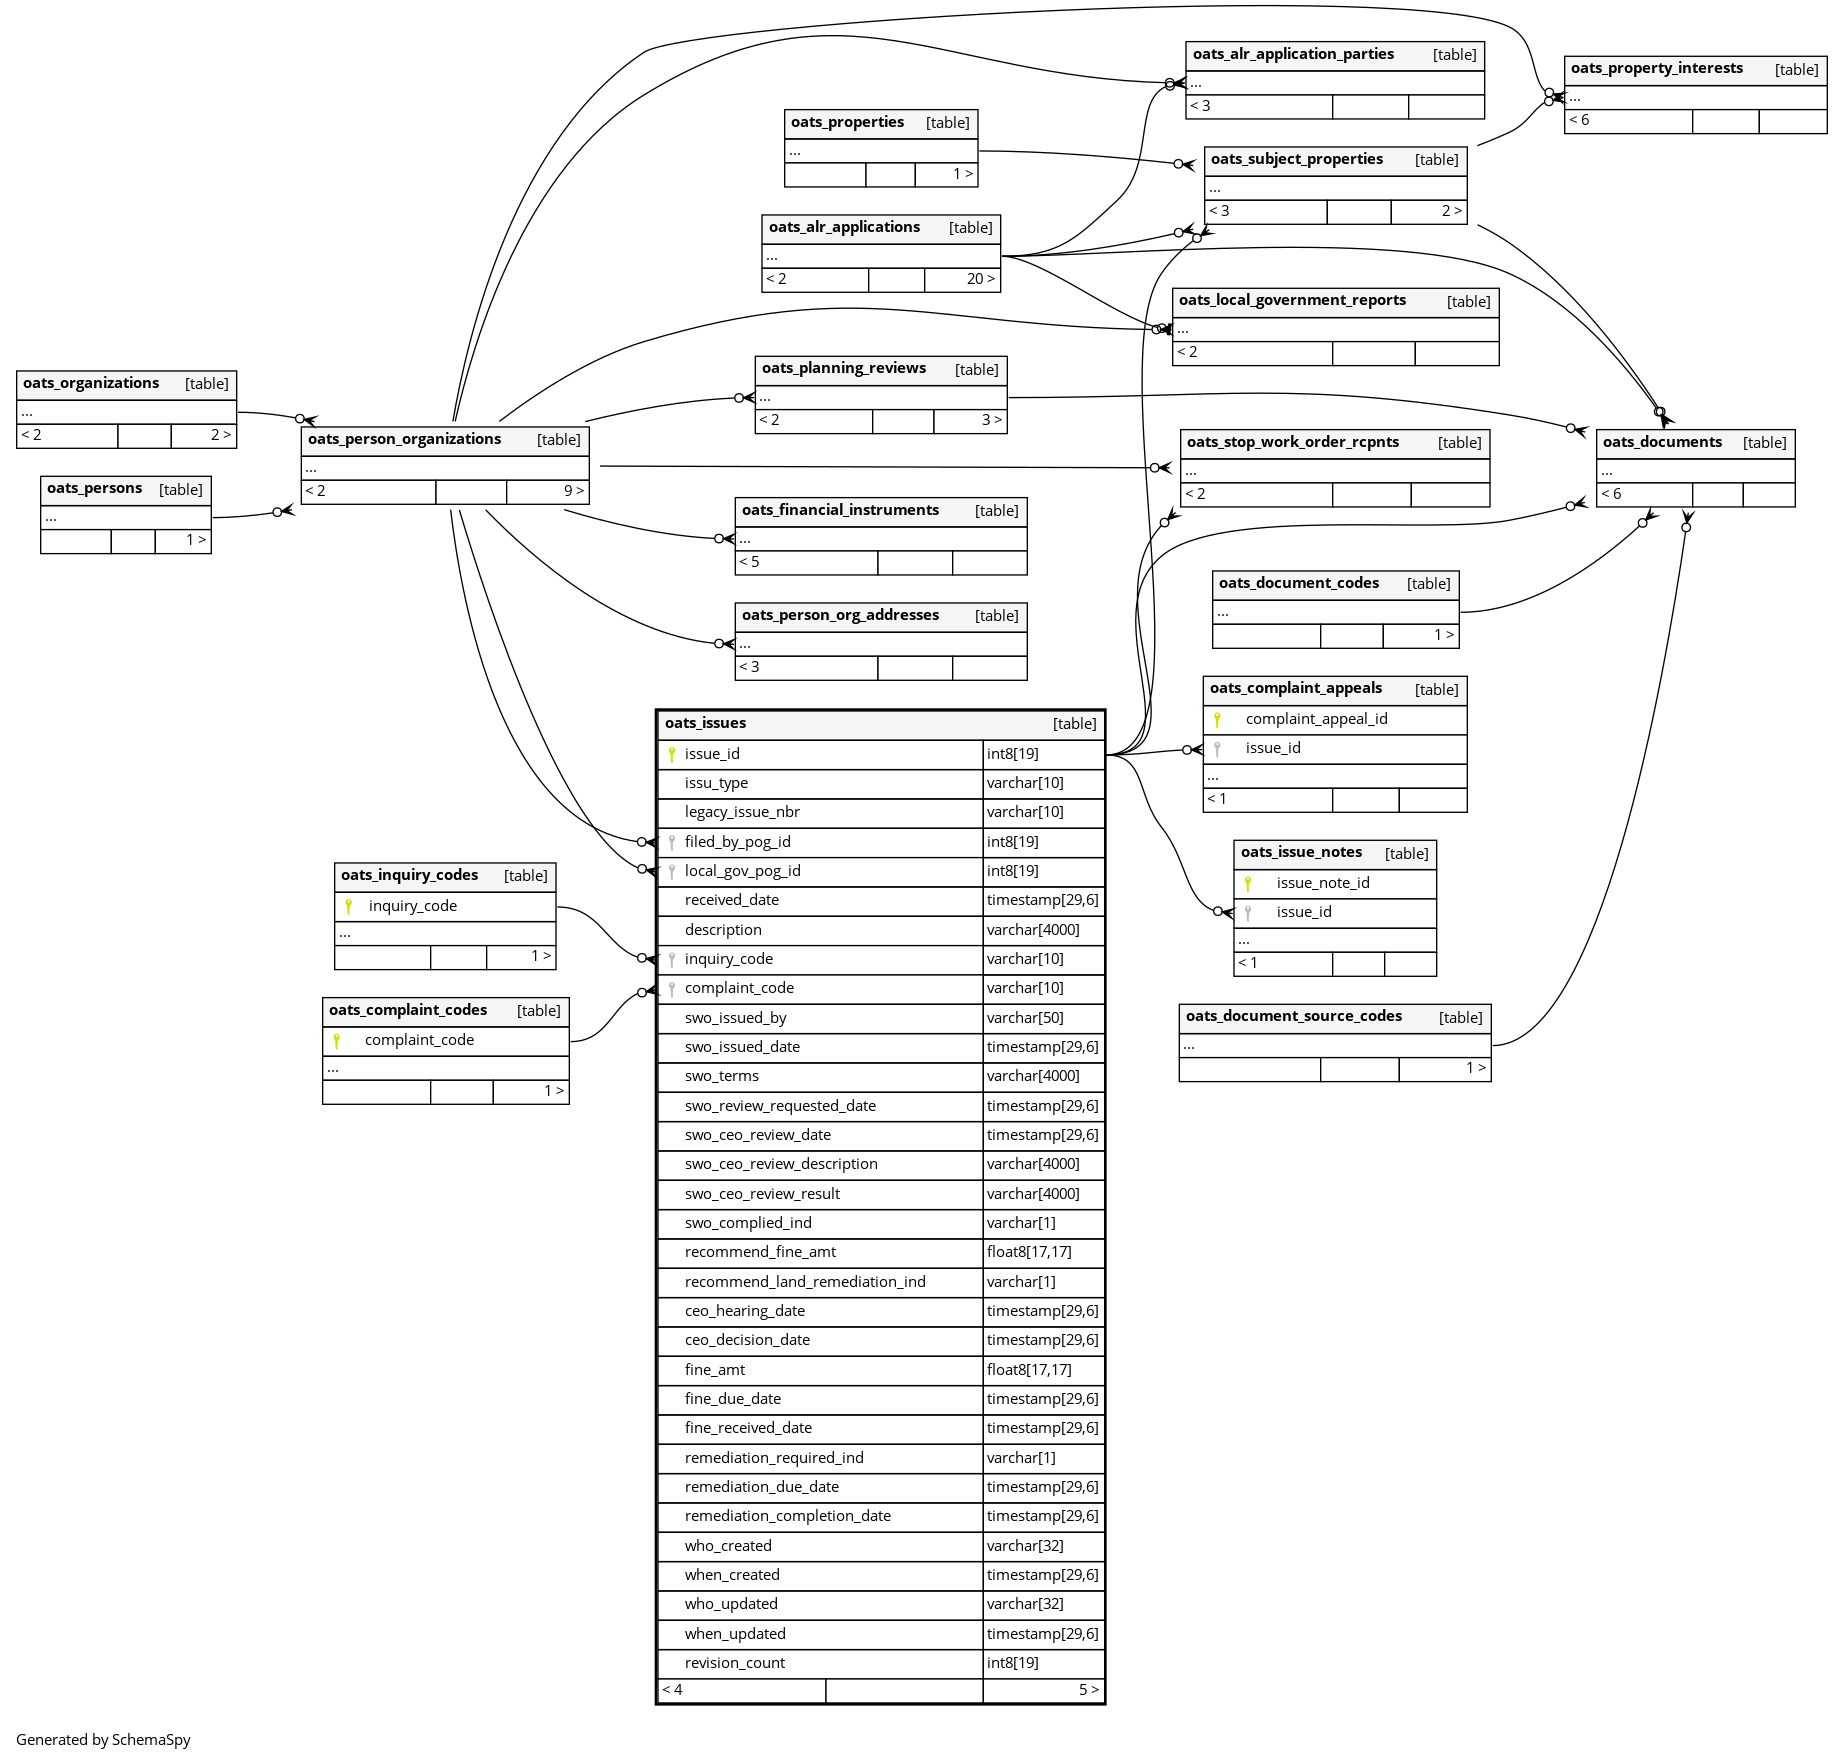 oats_alr_application_parties [table]
...
< 3
oats_property_interests [table]
...
< 6
oats_properties [table]
...
1 >
oats_subject_properties [table]
...
< 3 2 >
oats_alr_applications [table]
...
< 2 20 >
oats_local_government_reports [table]
...
< 2
oats_planning_reviews [table]
...
< 2 3 >
oats_organizations [table]
...
< 2 2 >
oats_person_organizations [table]
...
< 2 9 >
oats_stop_work_order_rcpnts [table]
...
< 2
oats_documents [table]
...
< 6
oats_persons [table]
...
1 >
oats_financial_instruments [table]
...
< 5
oats_document_codes [table]
...
1 >
oats_person_org_addresses [table]
...
< 3
oats_complaint_appeals [table]
complaint_appeal_id
issue_id
...
< 1
oats_issue_notes [table]
issue_note_id
issue_id
...
< 1
oats_inquiry_codes [table]
inquiry_code
...
1 >
oats_complaint_codes [table]
complaint_code
...
1 >
oats_document_source_codes [table]
...
1 >
oats_issues [table]
issue_id int8[19]
issu_type varchar[10]
legacy_issue_nbr varchar[10]
filed_by_pog_id int8[19]
local_gov_pog_id int8[19]
received_date timestamp[29,6]
description varchar[4000]
inquiry_code varchar[10]
complaint_code varchar[10]
swo_issued_by varchar[50]
swo_issued_date timestamp[29,6]
swo_terms varchar[4000]
swo_review_requested_date timestamp[29,6]
swo_ceo_review_date timestamp[29,6]
swo_ceo_review_description varchar[4000]
swo_ceo_review_result varchar[4000]
swo_complied_ind varchar[1]
recommend_fine_amt float8[17,17]
recommend_land_remediation_ind varchar[1]
ceo_hearing_date timestamp[29,6]
ceo_decision_date timestamp[29,6]
fine_amt float8[17,17]
fine_due_date timestamp[29,6]
fine_received_date timestamp[29,6]
remediation_required_ind varchar[1]
remediation_due_date timestamp[29,6]
remediation_completion_date timestamp[29,6]
who_created varchar[32]
when_created timestamp[29,6]
who_updated varchar[32]
when_updated timestamp[29,6]
revision_count int8[19]
< 4 5 >
Generated by SchemaSpy